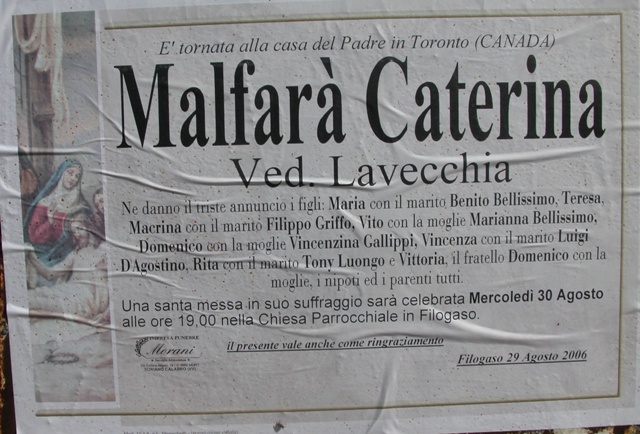 E' tornata alla casa del Padre in Toronto (CANADA)
Malfarà Caterina
Ved. Lavecchia
Ne danno il triste annuncio i figli: Maria con il marito Benito Bellissimo, Teresa,
Macrina con il marito Filippo Griffo, Vito con la moglie Marianna Bellissimo,
Domenico con la moglie Vincenzina Gallippi, Vincenza con il marito Luigi
D'Agostino, Rita con il marito Tony Luongo e Vittoria, il fratello Domenico con la
moglie, i nipoti ed i parenti tutti.
Una santa messa in suo suffragio sarà celebrata Mercoledì 30 Agosto
alle ore 19,00 nella Chiesa Parrocchiale in Filogaso.
IMPRESA FUNEBRE
Morani
il presente vale anche come ringraziamento
Filogaso 29 Agosto 2006